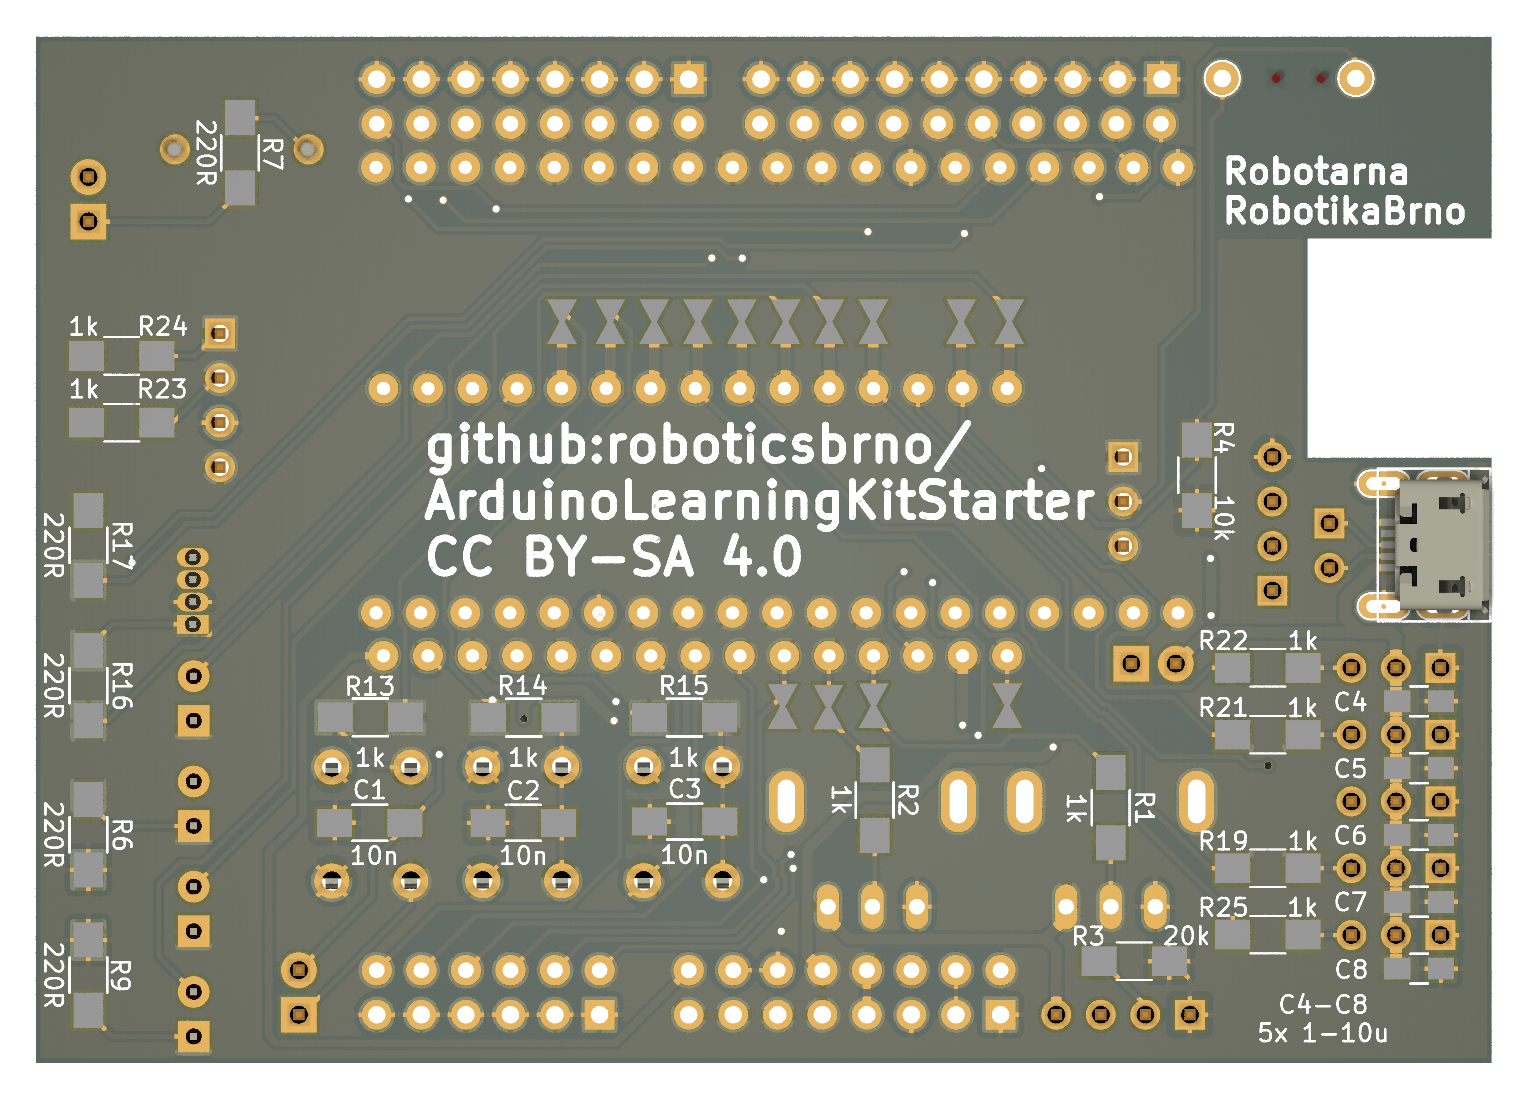 R7
220R
Robotarna
RobotikaBrno
1k R24
1k R23
github:roboticsbrno/
ArduinoLearningKitStarter
CC BY-SA 4.0
R4
10k
R17
220R
R16
220R
R22 1k
C4
R13
R14
R15
R21 1k
1k
1k
1k
C5
C1
C2
C3
R2
1k
R1
1k
C6
R6
220R
10n
10n
10n
R19 1k
C7
R25 1k
R3 20k
R9
220R
C8
C4-C8
5x 1-10u